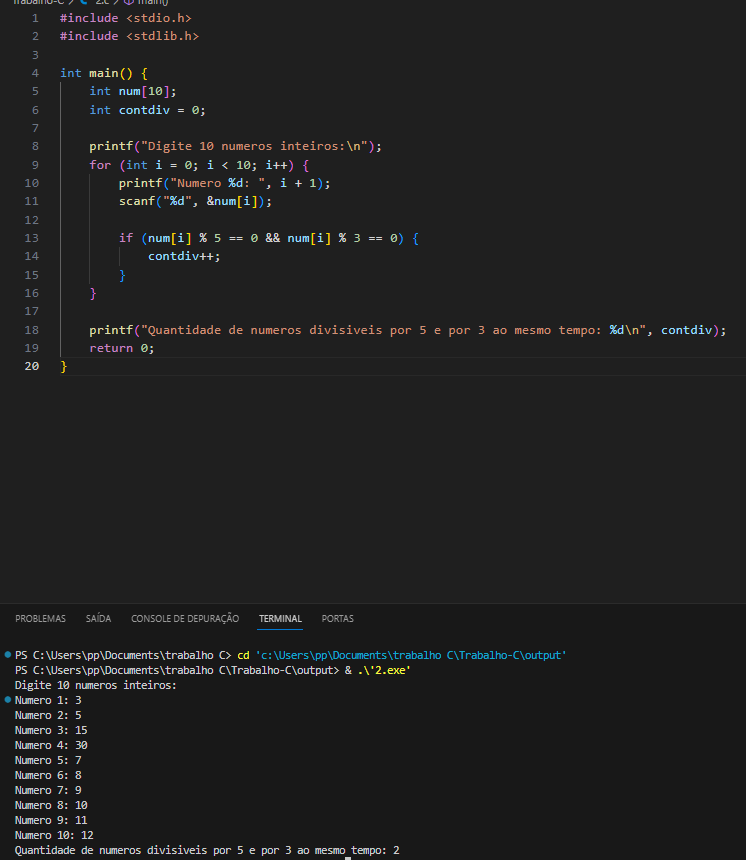 Trabalho-C > C 2.c > main()
1 #include <stdio.h>
2 #include <stdlib.h>
3
4 int main() {
5 int num[10];
6 int contdiv = 0;
7
8 printf("Digite 10 numeros inteiros:\n");
9 for (int i = 0; i < 10; i++) {
10 printf("Numero %d: ", i + 1);
11 scanf("%d", &num[i]);
12
13 if (num[i] % 5 == 0 && num[i] % 3 == 0) {
14 contdiv++;
15 }
16 }
17
18 printf("Quantidade de numeros divisiveis por 5 e por 3 ao mesmo tempo: %d\n", contdiv);
19 return 0;
20 }
PROBLEMAS SAÍDA CONSOLE DE DEPURAÇÃO TERMINAL PORTAS
PS C:\Users\pp\Documents\trabalho C> cd 'c:\Users\pp\Documents\trabalho C\Trabalho-C\output'
PS C:\Users\pp\Documents\trabalho C\Trabalho-C\output> & .\'2.exe'
Digite 10 numeros inteiros:
Numero 1: 3
Numero 2: 5
Numero 3: 15
Numero 4: 30
Numero 5: 7
Numero 6: 8
Numero 7: 9
Numero 8: 10
Numero 9: 11
Numero 10: 12
Quantidade de numeros divisiveis por 5 e por 3 ao mesmo tempo: 2